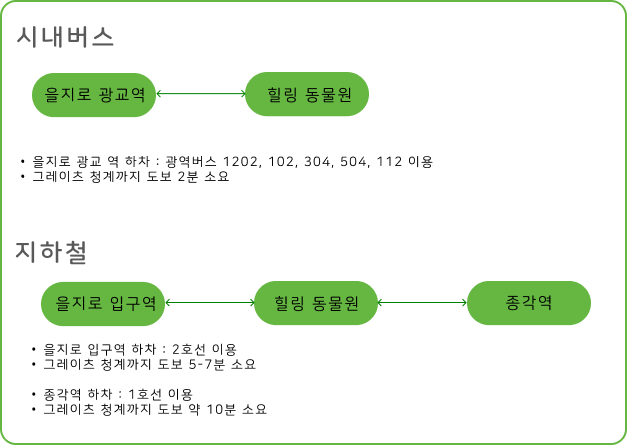 시내버스
을지로 광교역
힐링 동물원
• 을지로 광교 역 하차 : 광역버스 1202, 102, 304, 504, 112 이용
• 그레이츠 청계까지 도보 2분 소요
지하철
을지로 입구역
힐링 동물원
종각역
• 을지로 입구역 하차 : 2호선 이용
• 그레이츠 청계까지 도보 5-7분 소요
• 종각역 하차 : 1호선 이용
• 그레이츠 청계까지 도보 약 10분 소요